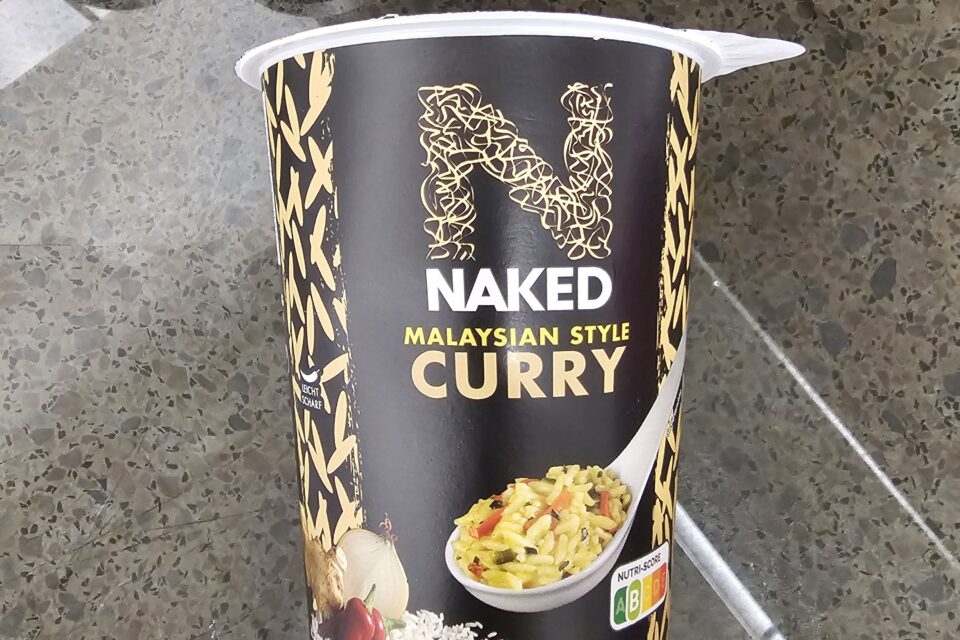 N
NAKED
MALAYSIAN STYLE
CURRY
LEICHT
SCHARF
NUTRI-SCORE
A B C D E